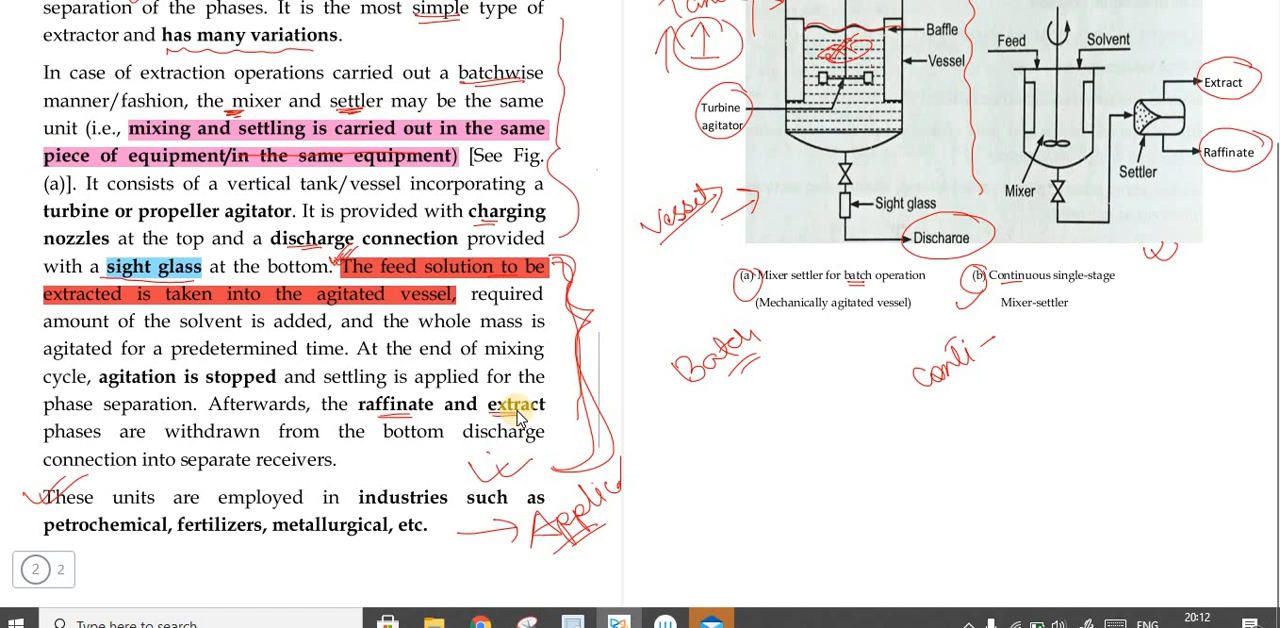 separation of the phases. It is the most simple type of
extractor and has many variations.
In case of extraction operations carried out a batchwise
manner/fashion, the mixer and settler may be the same
unit (i.e., mixing and settling is carried out in the same
piece of equipment/in the same equipment) [See Fig.
(a)]. It consists of a vertical tank/vessel incorporating a
turbine or propeller agitator. It is provided with charging
nozzles at the top and a discharge connection provided
with a sight glass at the bottom. The feed solution to be
extracted is taken into the agitated vessel, required
amount of the solvent is added, and the whole mass is
agitated for a predetermined time. At the end of mixing
cycle, agitation is stopped and settling is applied for the
phase separation. Afterwards, the raffinate and extract
phases are withdrawn from the bottom discharge
connection into separate receivers.
These units are employed in industries such as
petrochemical, fertilizers, metallurgical, etc.
Applic
2 2
Baffle
Vessel
Turbine
agitator
Sight glass
Discharge
Vessel
Feed
Solvent
Extract
Raffinate
Settler
Mixer
(a) Mixer settler for batch operation
(Mechanically agitated vessel)
(b) Continuous single-stage
Mixer-settler
Batch
Conti -
Type here to search
ENG
20:12